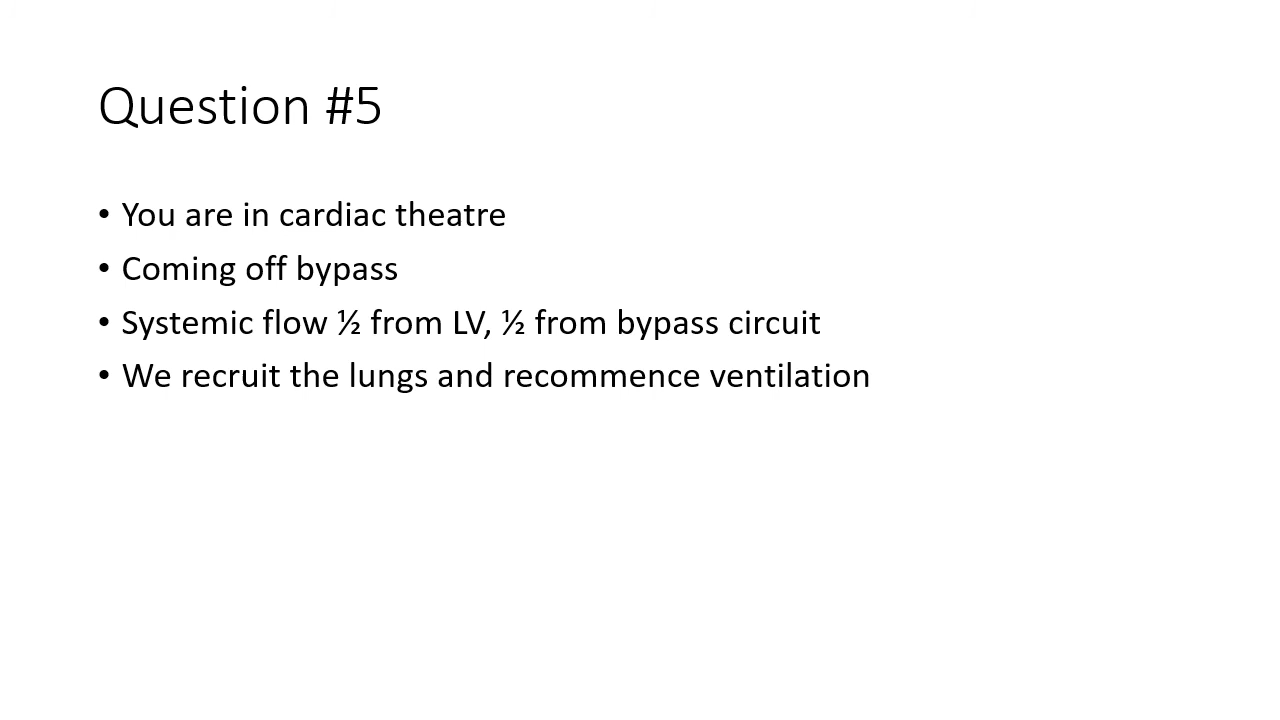 Question #5
• You are in cardiac theatre
• Coming off bypass
• Systemic flow ½ from LV, ½ from bypass circuit
• We recruit the lungs and recommence ventilation